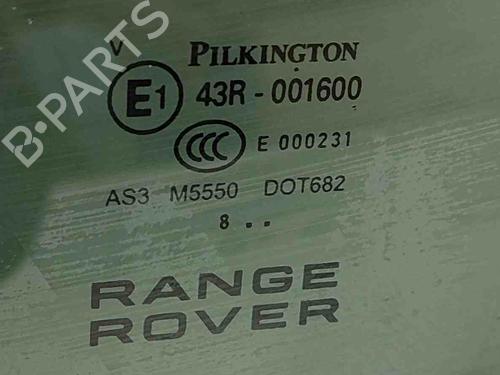 V
PILKINGTON
E1 43R - 001600
CCC E 000231
AS3 M5550 DOT682
8 . .
RANGE
ROVER
B-PARTS